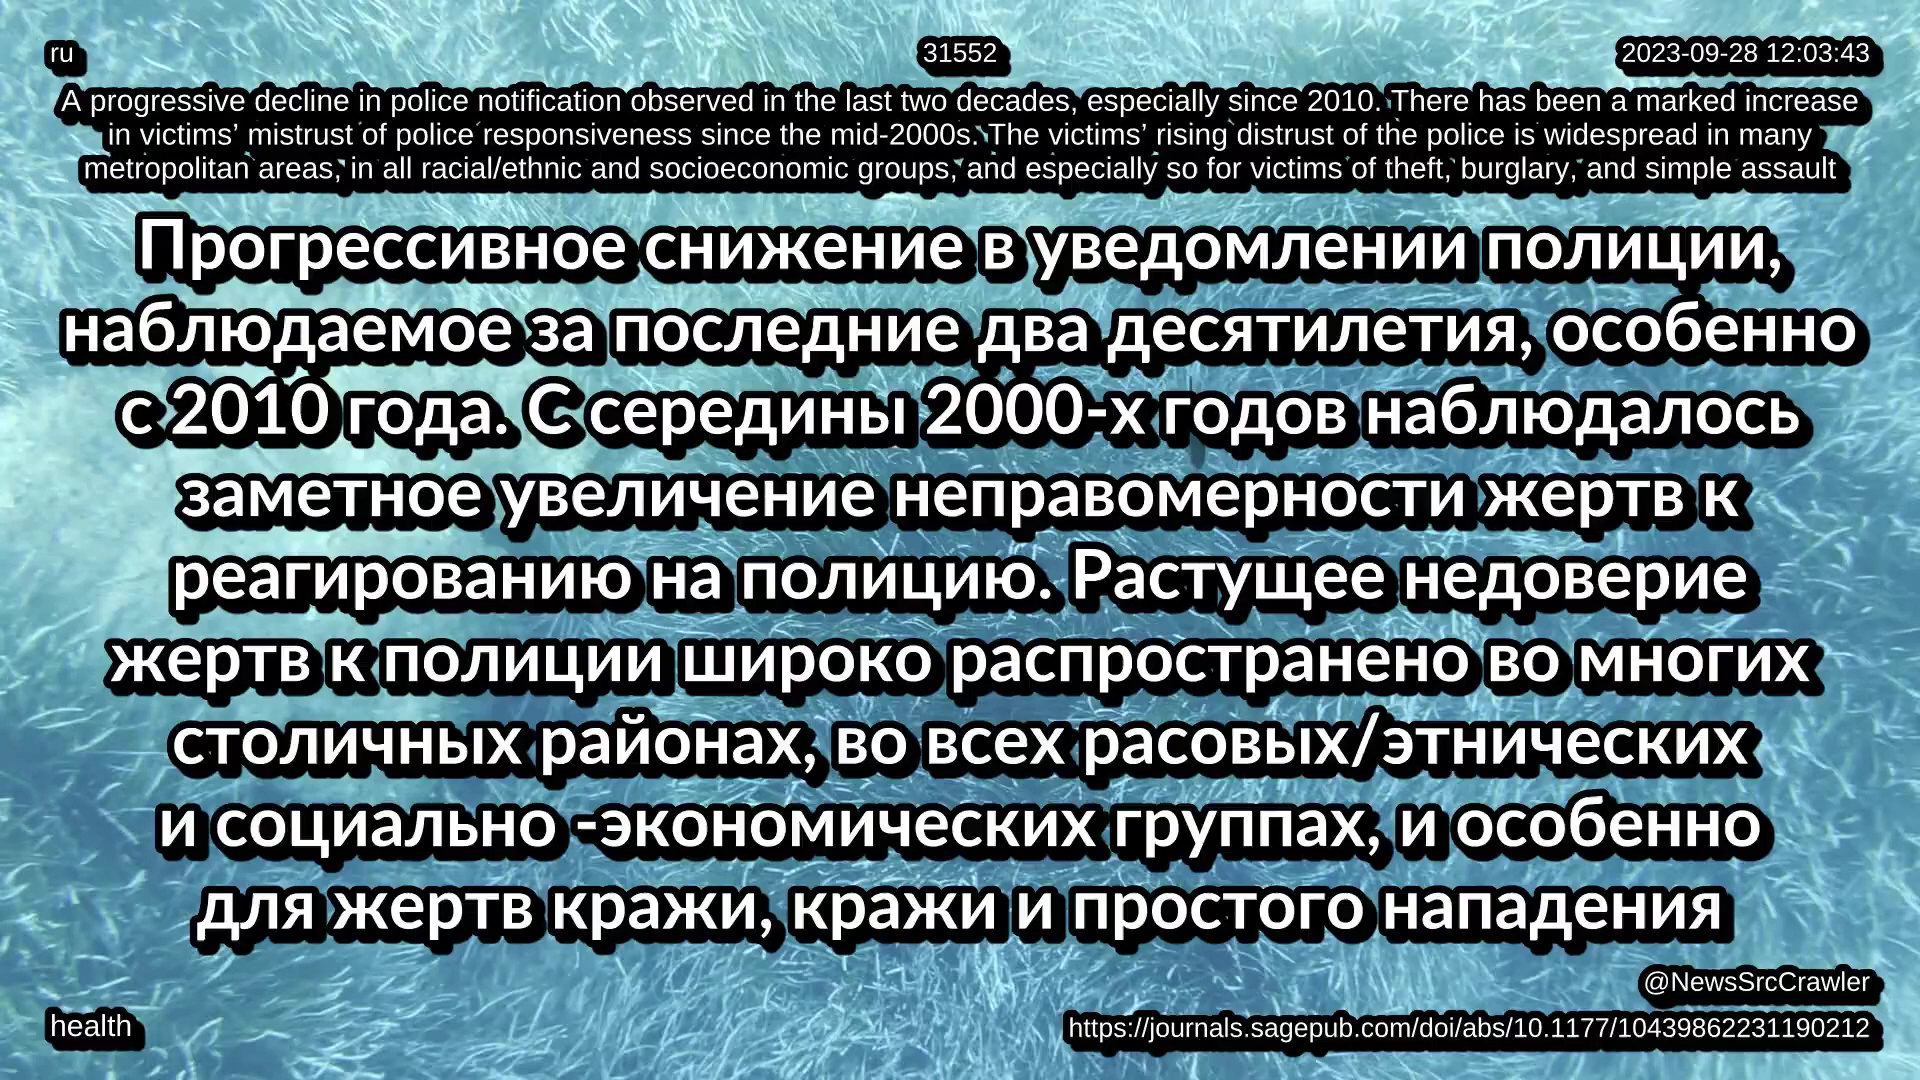 ru
31552
2023-09-28 12:03:43
A progressive decline in police notification observed in the last two decades, especially since 2010. There has been a marked increase
in victims’ mistrust of police responsiveness since the mid-2000s. The victims’ rising distrust of the police is widespread in many
metropolitan areas, in all racial/ethnic and socioeconomic groups, and especially so for victims of theft, burglary, and simple assault
Прогрессивное снижение в уведомлении полиции,
наблюдаемое за последние два десятилетия, особенно
с 2010 года. С середины 2000-х годов наблюдалось
заметное увеличение неправомерности жертв к
реагированию на полицию. Растущее недоверие
жертв к полиции широко распространено во многих
столичных районах, во всех расовых/этнических
и социально -экономических группах, и особенно
для жертв кражи, кражи и простого нападения
@NewsSrcCrawler
health
https://journals.sagepub.com/doi/abs/10.1177/10439862231190212